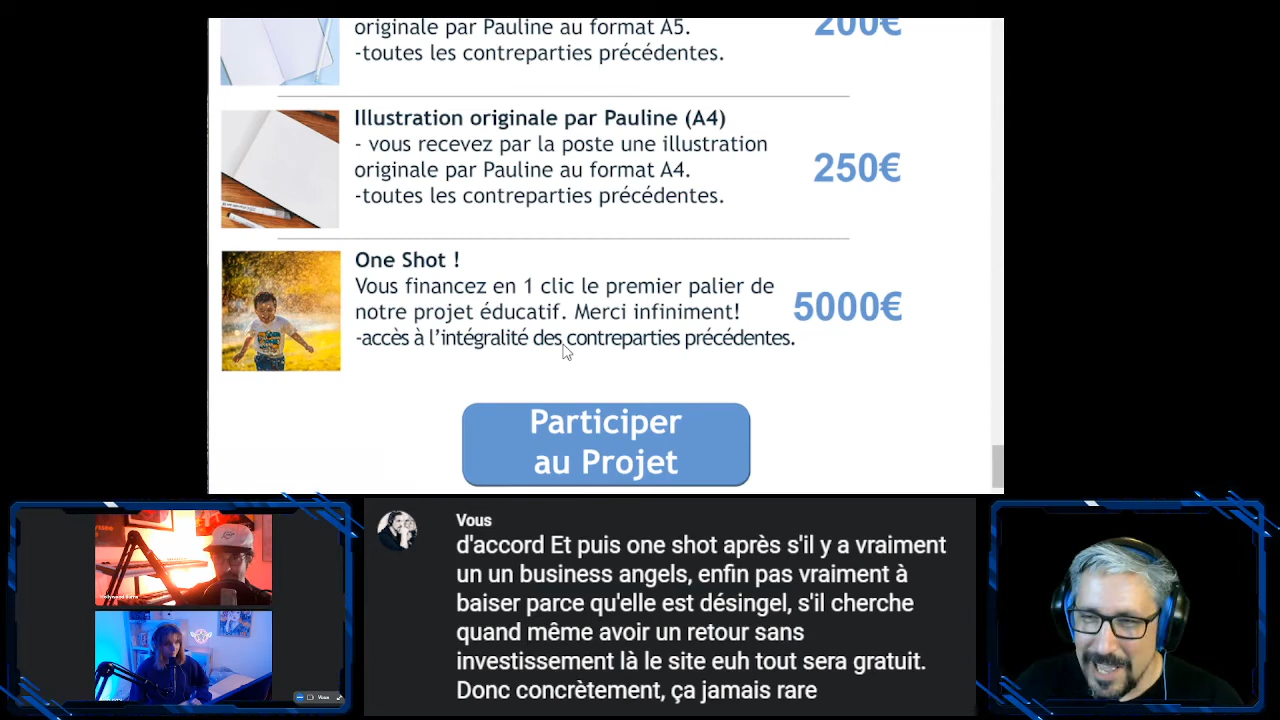 originale par Pauline au format A5.
200€
-toutes les contreparties précédentes.
Illustration originale par Pauline (A4)
- vous recevez par la poste une illustration
originale par Pauline au format A4.
250€
-toutes les contreparties précédentes.
One Shot !
Vous financez en 1 clic le premier palier de
notre projet éducatif. Merci infiniment!
5000€
-accès à l'intégralité des contreparties précédentes.
Participer
au Projet
Vous
d'accord Et puis one shot après s'il y a vraiment
un un business angels, enfin pas vraiment à
baiser parce qu'elle est désingel, s'il cherche
quand même avoir un retour sans
investissement là le site euh tout sera gratuit.
Donc concrètement, ça jamais rare
Vous